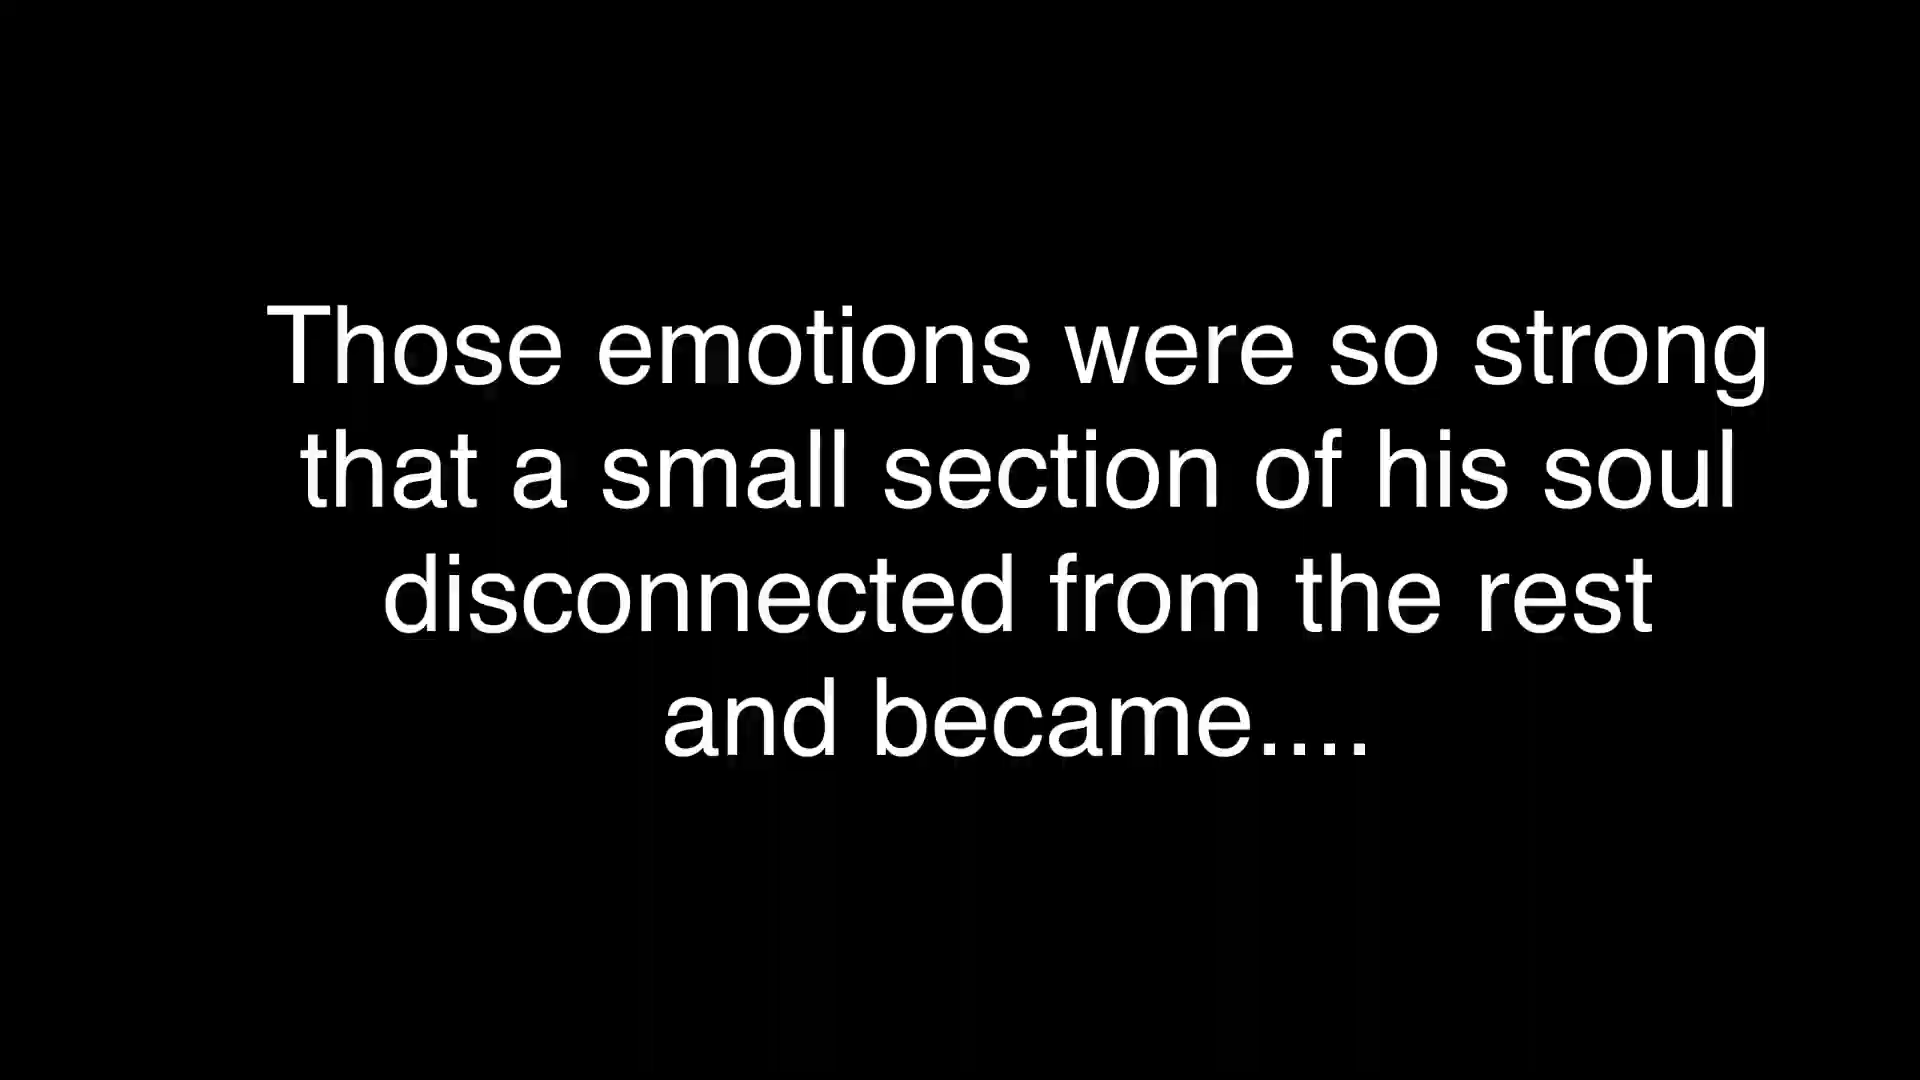 Those emotions were so strong
that a small section of his soul
disconnected from the rest
and became....